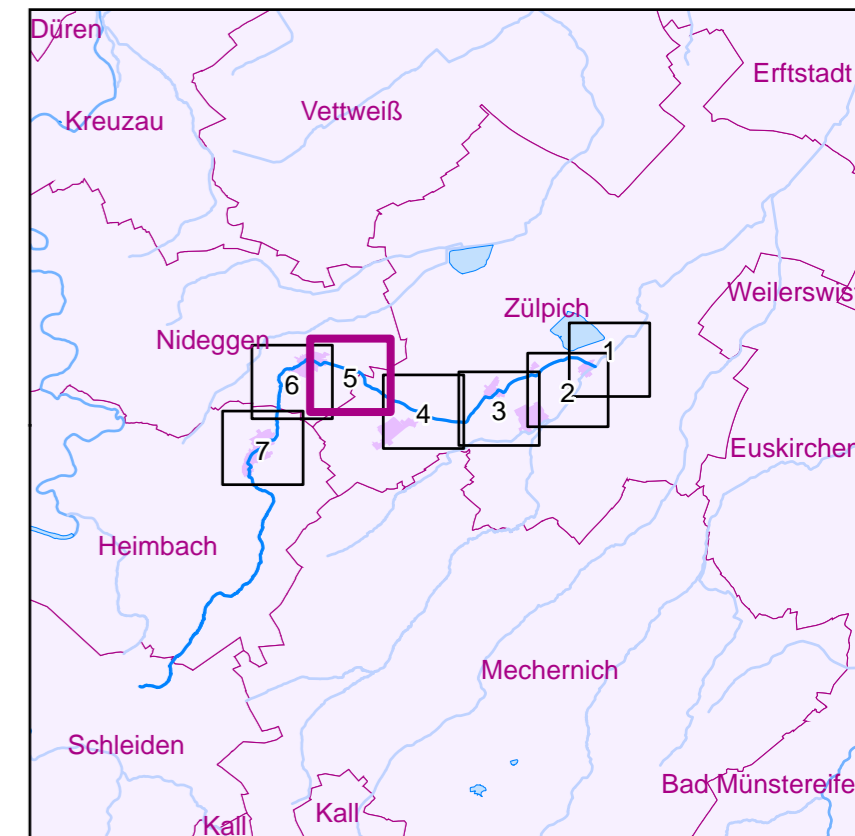 Düren
Erftstadt
Vettweiß
Kreuzau
Weilerswist
Zülpich
Nideggen
1
5
6
2
4
3
Euskirchen
7
Heimbach
Mechernich
Schleiden
Bad Münstereife
Kall
Kall